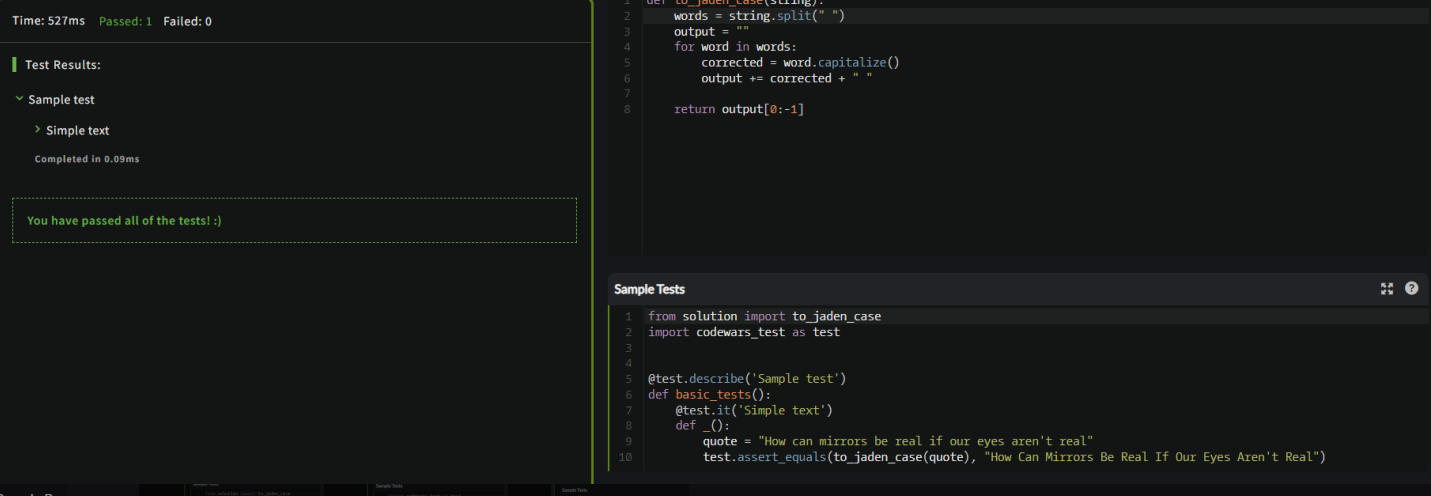 Time: 527ms Passed: 1 Failed: 0
Test Results:
Sample test
Simple text
Completed in 0.09ms
You have passed all of the tests! :)
1 def to_jaden_case(string):
2     words = string.split(" ")
3     output = ""
4     for word in words:
5         corrected = word.capitalize()
6         output += corrected + " "
7
8     return output[0:-1]
Sample Tests
1 from solution import to_jaden_case
2 import codewars_test as test
3
4
5 @test.describe('Sample test')
6 def basic_tests():
7     @test.it('Simple text')
8     def _():
9         quote = "How can mirrors be real if our eyes aren't real"
10         test.assert_equals(to_jaden_case(quote), "How Can Mirrors Be Real If Our Eyes Aren't Real")